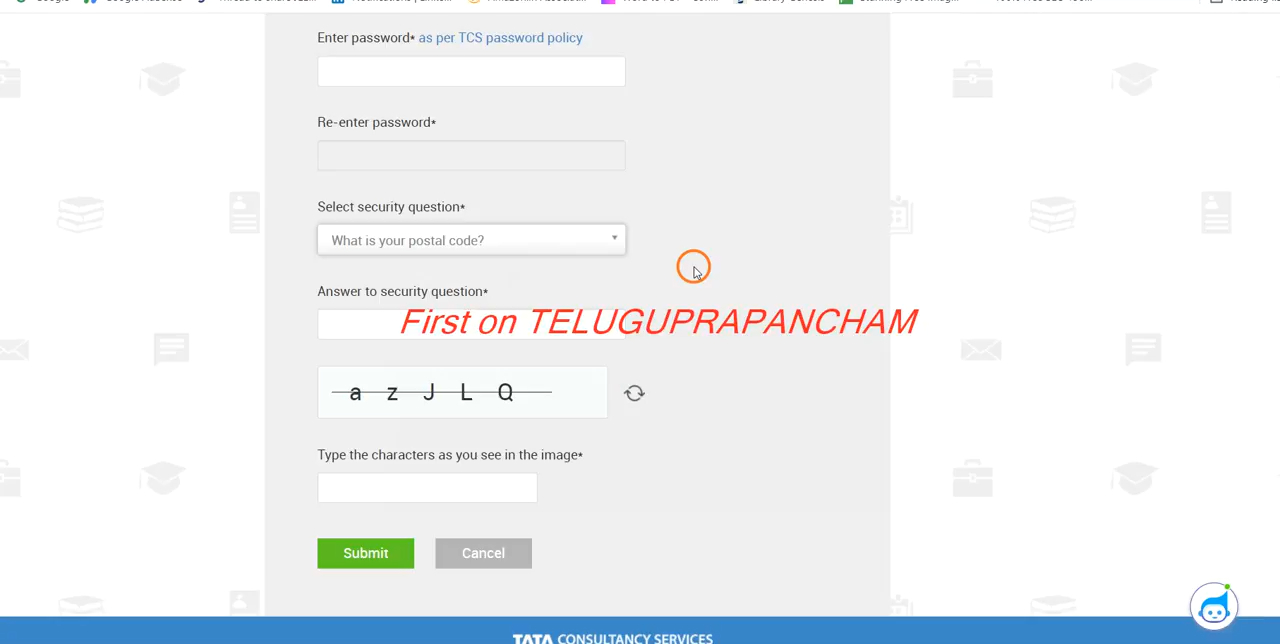 Enter password* as per TCS password policy
Re-enter password*
Select security question*
What is your postal code?
Answer to security question*
First on TELUGUPRAPANCHAM
a z J L Q
Type the characters as you see in the image*
Submit Cancel
TATA CONSULTANCY SERVICES